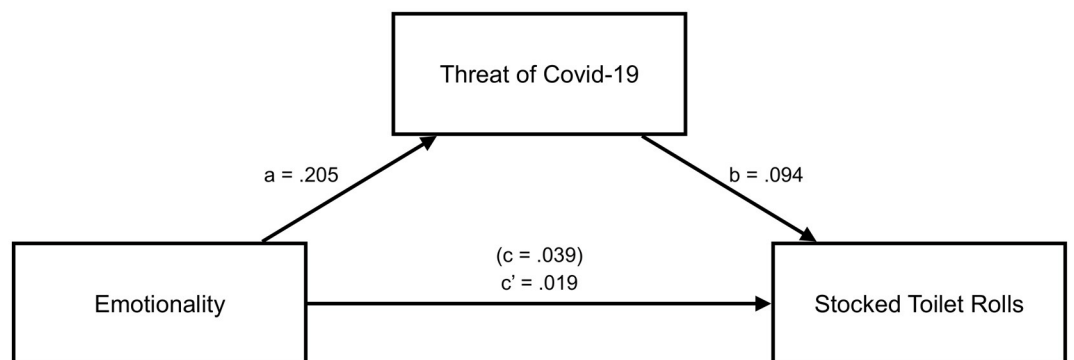 Threat of Covid-19
a = .205
b = .094
(c = .039)
c’ = .019
Emotionality
Stocked Toilet Rolls